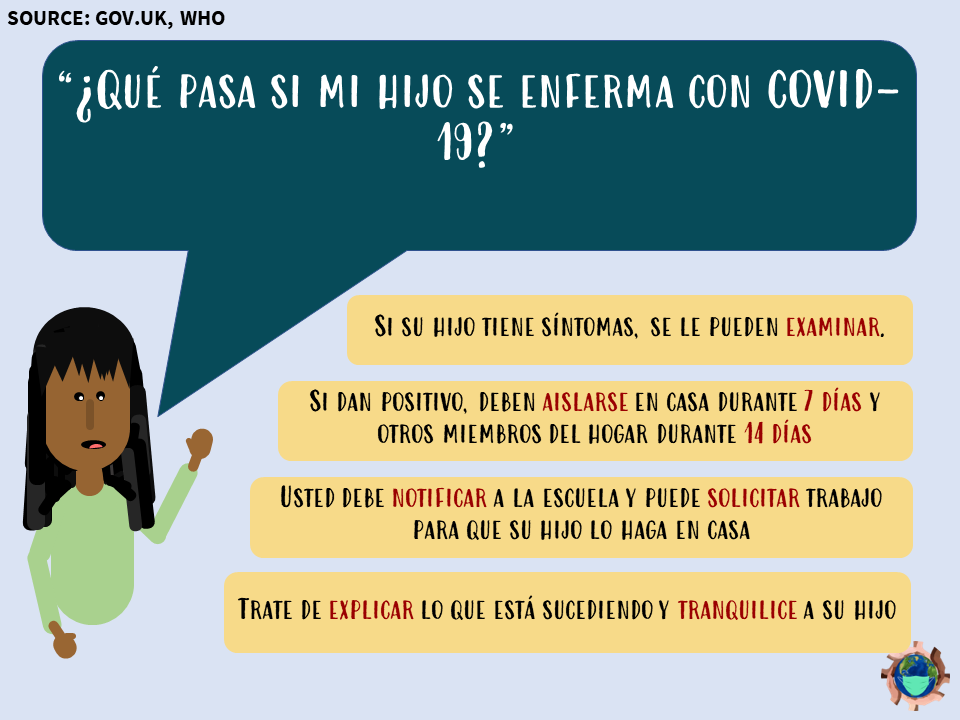 SOURCE: GOV.UK, WHO
“¿Qué pasa si mi hijo se enferma con COVID-
19?”
Si su hijo tiene síntomas, se le pueden examinar.
Si dan positivo, deben aislarse en casa durante 7 días y
otros miembros del hogar durante 14 días
Usted debe notificar a la escuela y puede solicitar trabajo
para que su hijo lo haga en casa
Trate de explicar lo que está sucediendo y tranquilice a su hijo